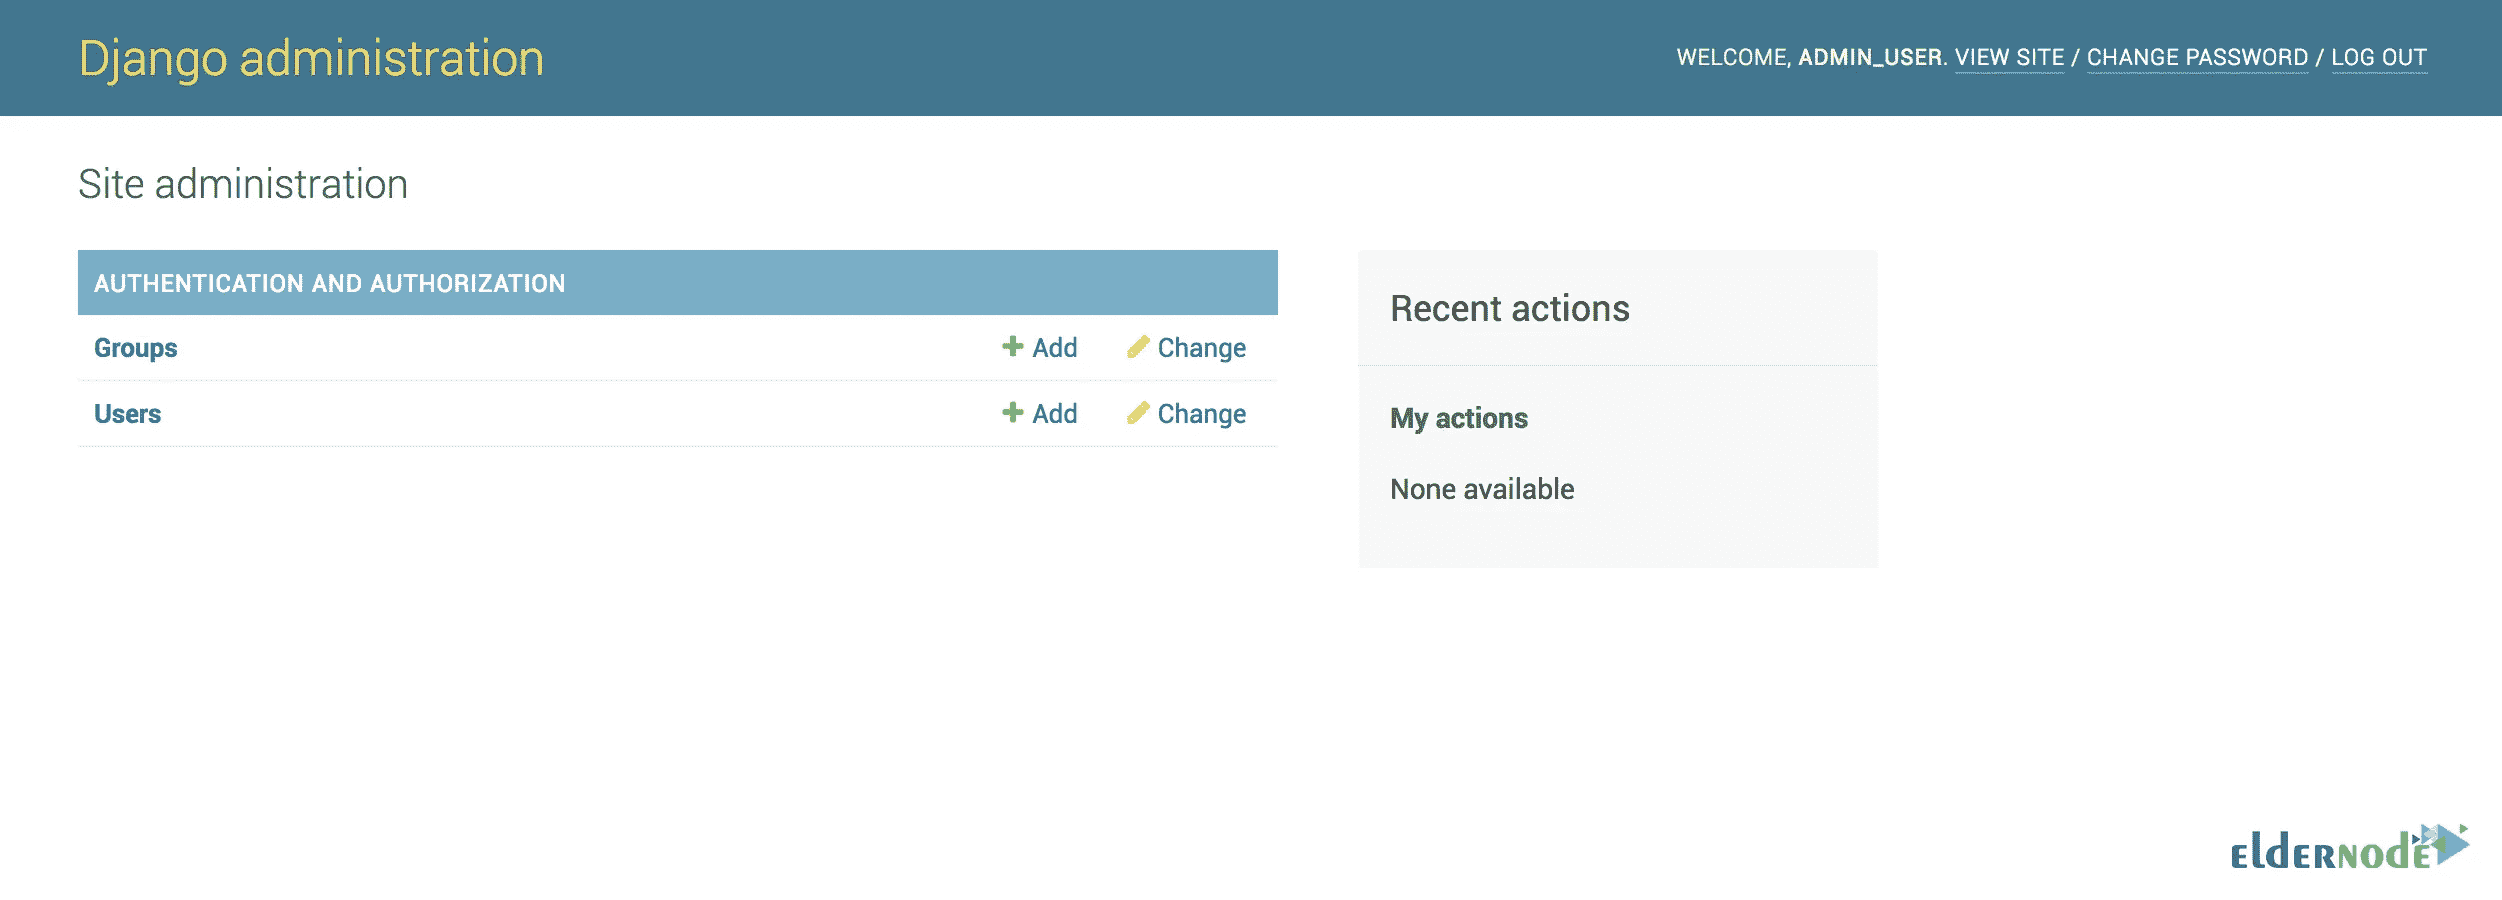 Django administration
WELCOME, ADMIN_USER. VIEW SITE / CHANGE PASSWORD / LOG OUT
Site administration
AUTHENTICATION AND AUTHORIZATION
Groups
Add
Change
Users
Add
Change
Recent actions
My actions
None available
elderNode